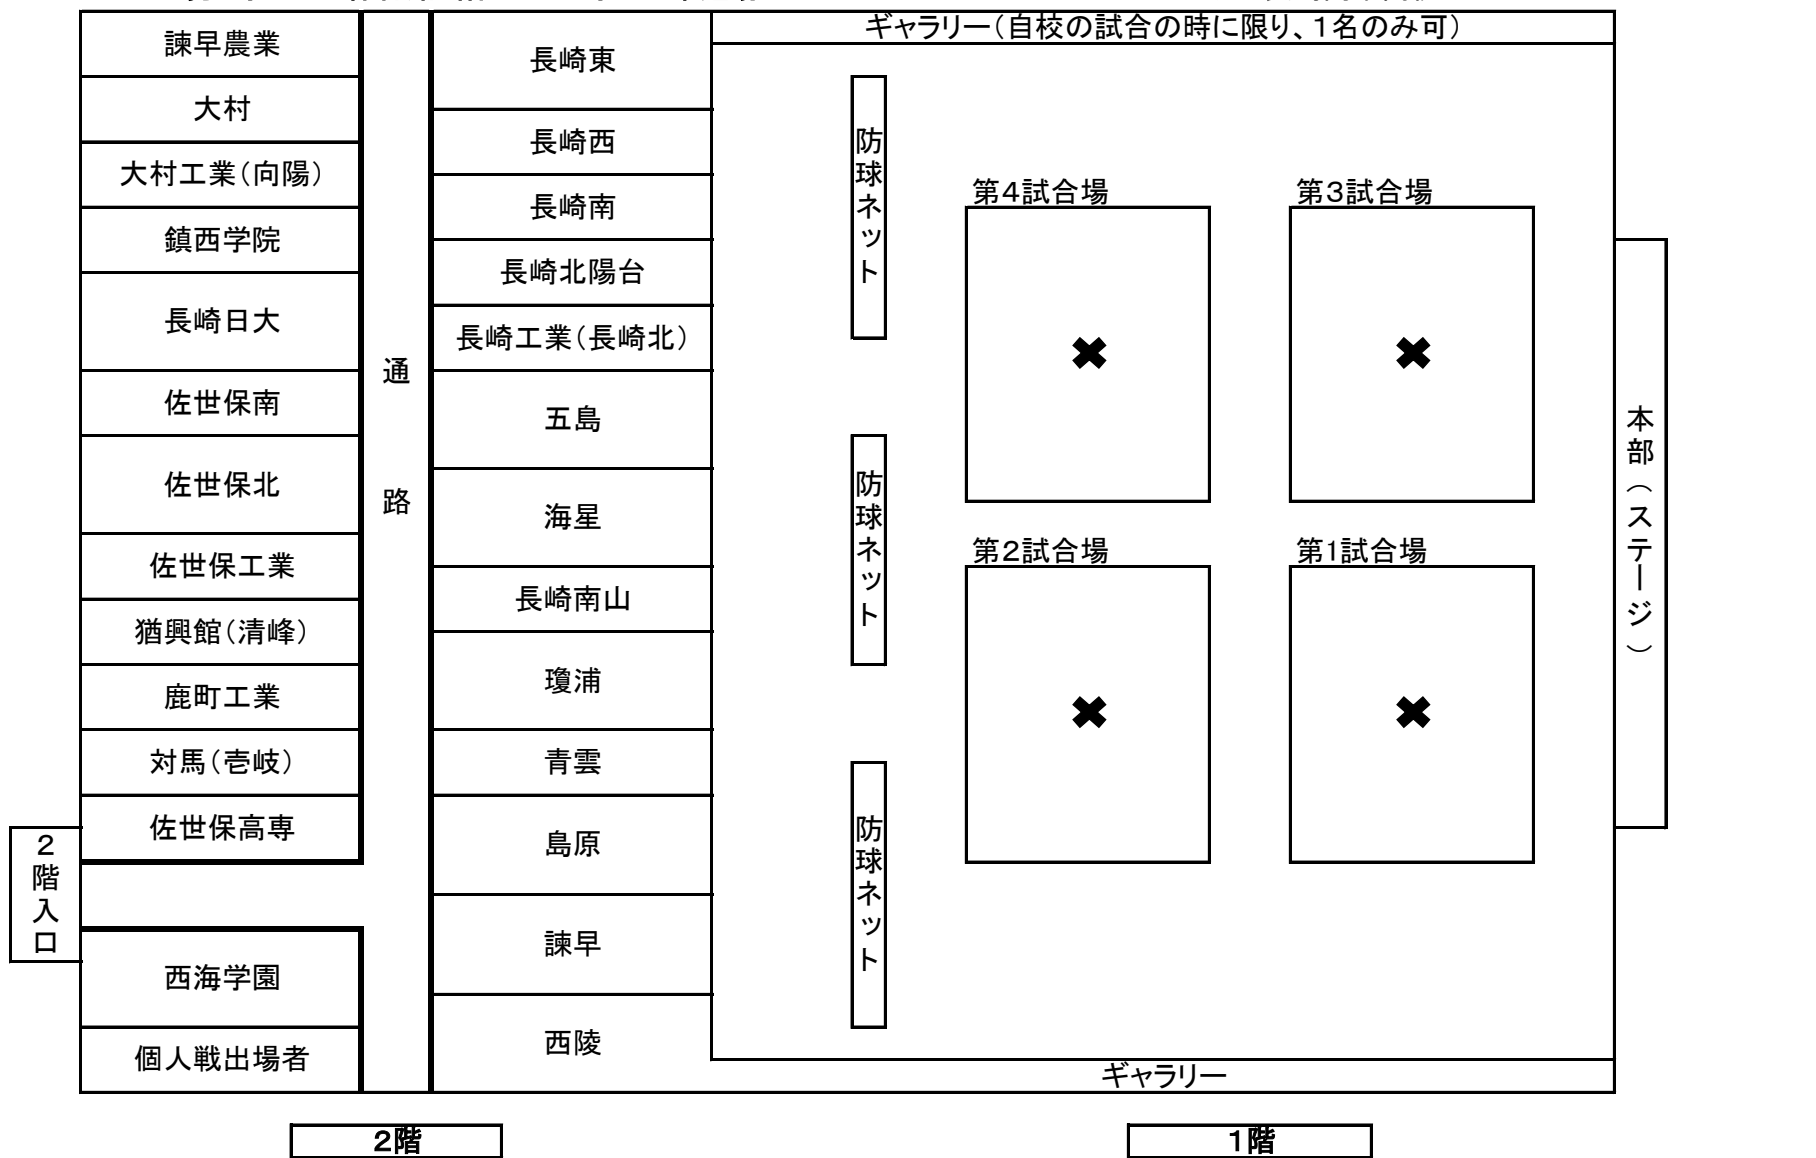 ギャラリー（自校の試合の時に限り、１名のみ可）
諫早農業
大村
大村工業（向陽）
鎮西学院
長崎日大
佐世保南
佐世保北
佐世保工業
猶興館（清峰）
鹿町工業
対馬（壱岐）
佐世保高専
２階入口
西海学園
個人戦出場者
通路
長崎東
長崎西
長崎南
長崎北陽台
長崎工業（長崎北）
五島
海星
長崎南山
瓊浦
青雲
島原
諫早
西陵
防球ネット
防球ネット
防球ネット
第４試合場
第３試合場
第２試合場
第１試合場
本部（ステージ）
ギャラリー
２階
１階